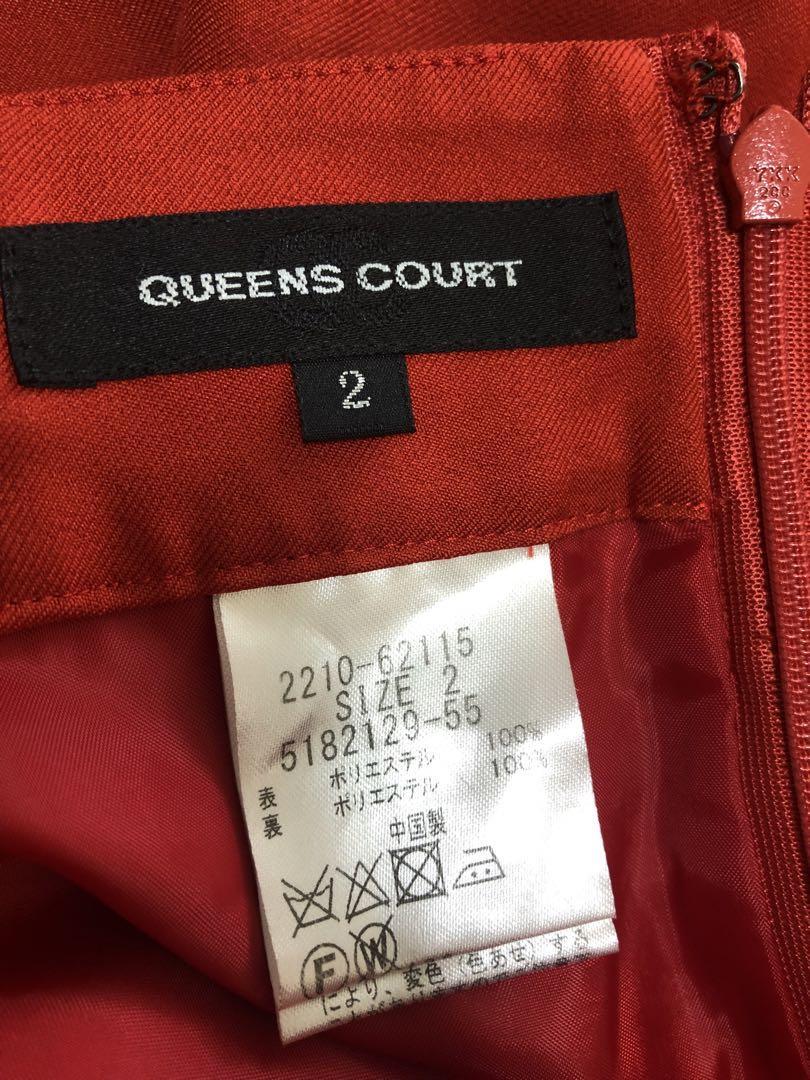 YKK
QUEENS COURT
2
2210-62115
SIZE 2
5182129-55
表 ポリエステル 100%
裏 ポリエステル 100%
中国製
F W
により、変色(色あせ)する